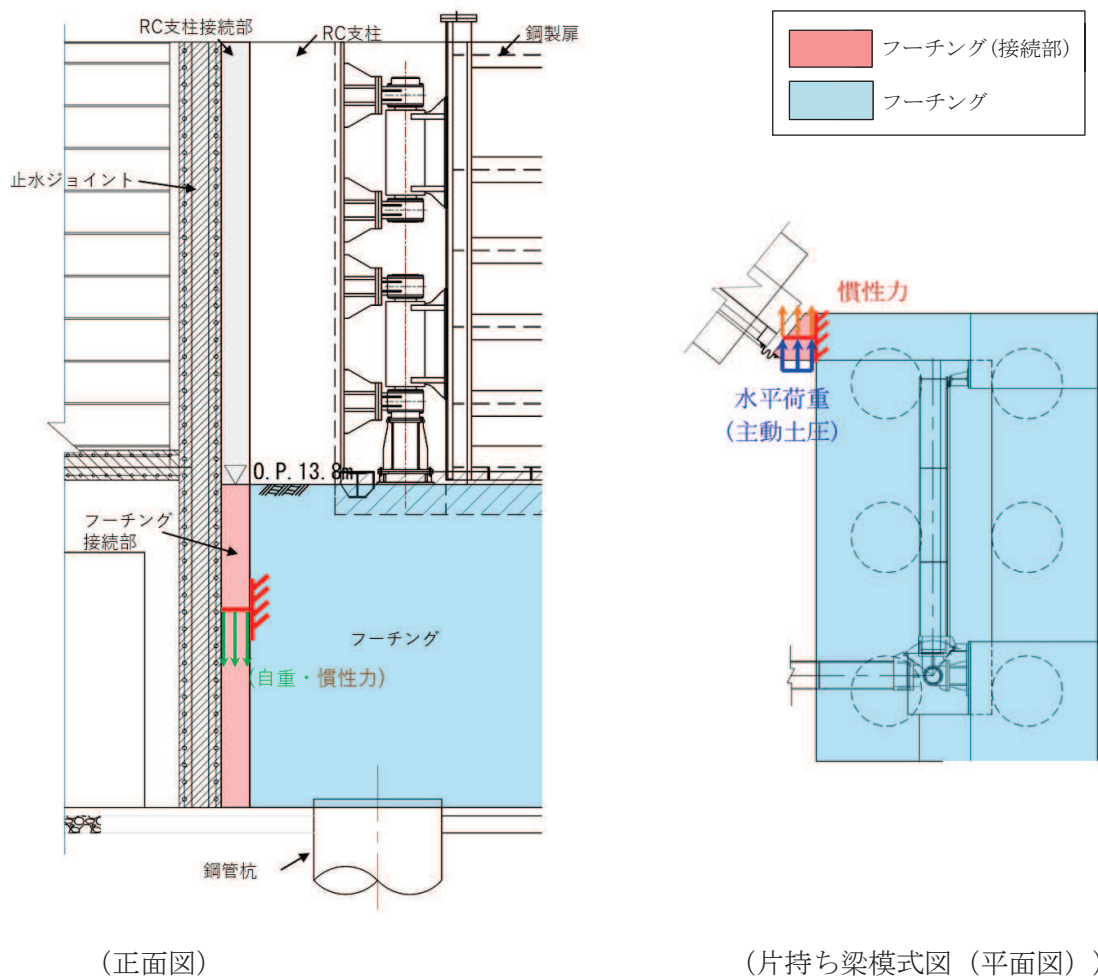 RC支柱接続部
RC支柱
鋼製扉
フーチング(接続部)
フーチング
止水ジョイント
慣性力
水平荷重
(主動土圧)
O.P.13.8m
フーチング
接続部
フーチング
(自重・慣性力)
鋼管杭
(正面図)
(片持ち梁模式図(平面図))